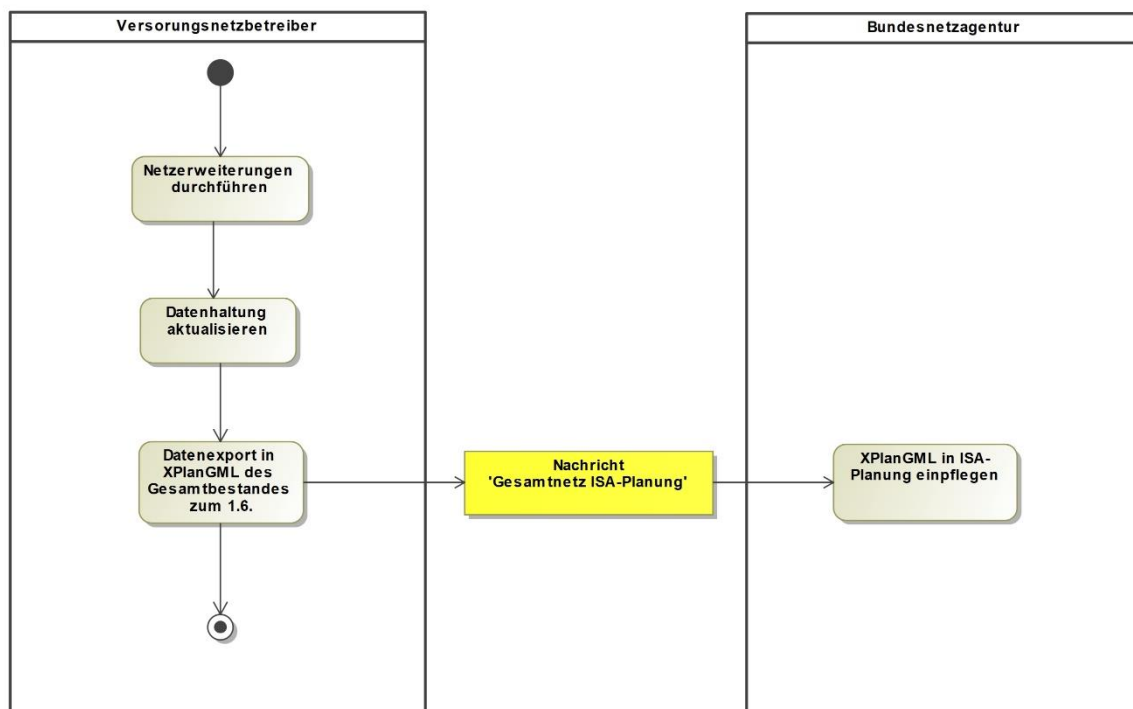 Versorungsnetzbetreiber
Bundesnetzagentur
Netzerweiterungen
durchführen
Datenhaltung
aktualisieren
Datenexport in
XPlanGML des
Gesamtbestandes
zum 1.6.
Nachricht
'Gesamtnetz ISA-Planung'
XPlanGML in ISA-
Planung einpflegen